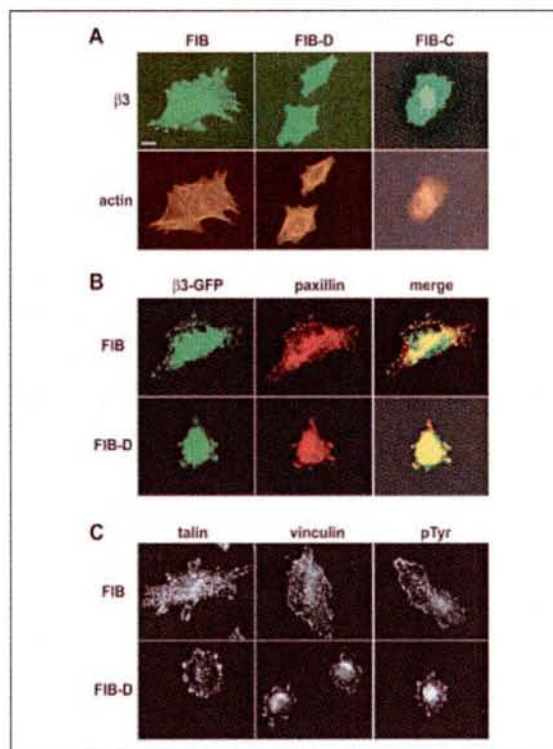 A
FIB FIB-D FIB-C
β3
actin
B
β3-GFP paxillin merge
FIB
FIB-D
C
talin vinculin pTyr
FIB
FIB-D